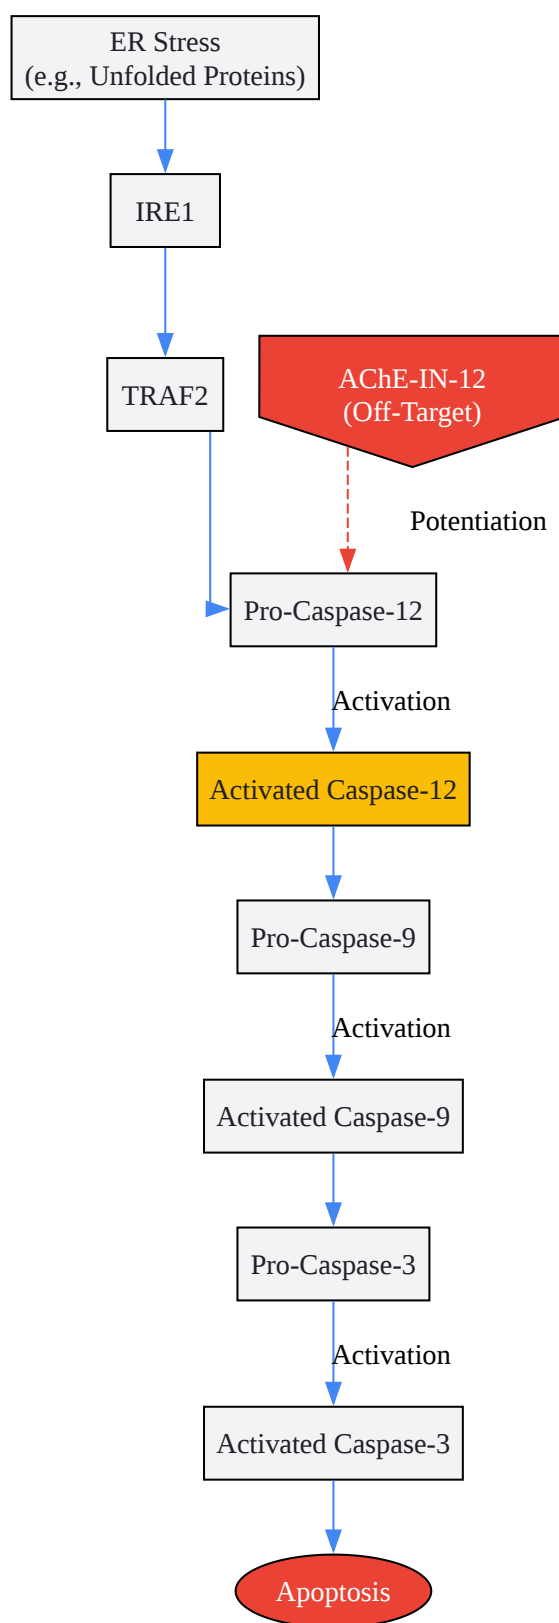 ER Stress
(e.g., Unfolded Proteins)
IRE1
TRAF2
AChE-IN-12
(Off-Target)
Potentiation
Pro-Caspase-12
Activation
Activated Caspase-12
Pro-Caspase-9
Activation
Activated Caspase-9
Pro-Caspase-3
Activation
Activated Caspase-3
Apoptosis